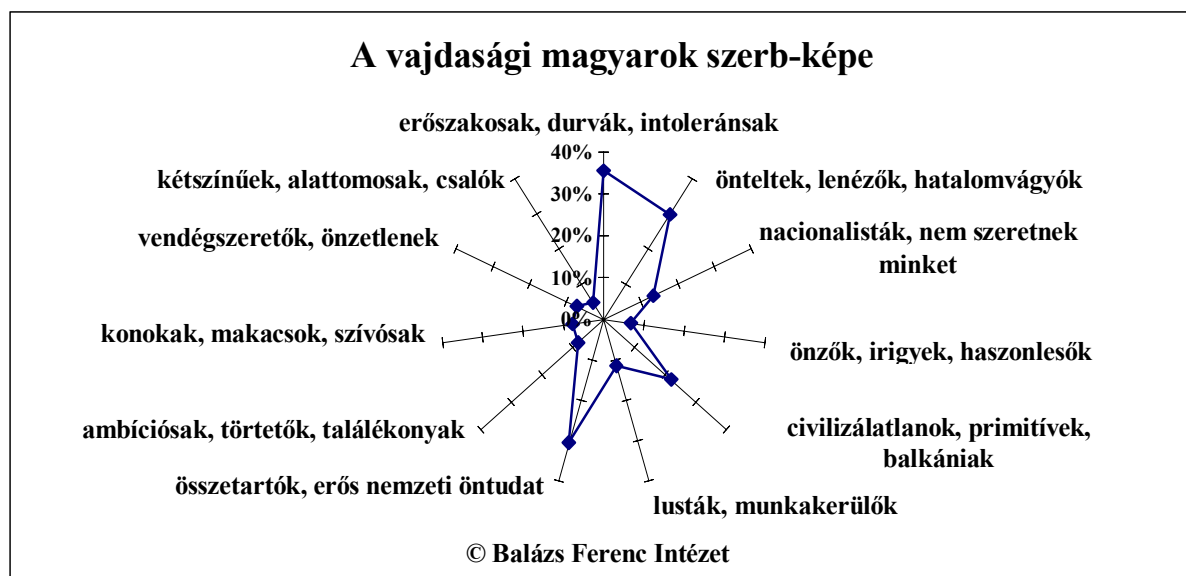 A vajdasági magyarok szerb-képe
erőszakosak, durvák, intoleránsak
40%
kétszínűek, alattomosak, csalók
önteltek, lenézők, hatalomvágyók
30%
vendégszeretők, önzetlenek
nacionalisták, nem szeretnek
minket
20%
10%
0%
konokak, makacsok, szívósak
önzők, irigyek, haszonlesők
ambíciósak, törtetők, találékonyak
civilizálatlanok, primitívek,
balkániak
összetartók, erős nemzeti öntudat
lusták, munkakerülők
© Balázs Ferenc Intézet